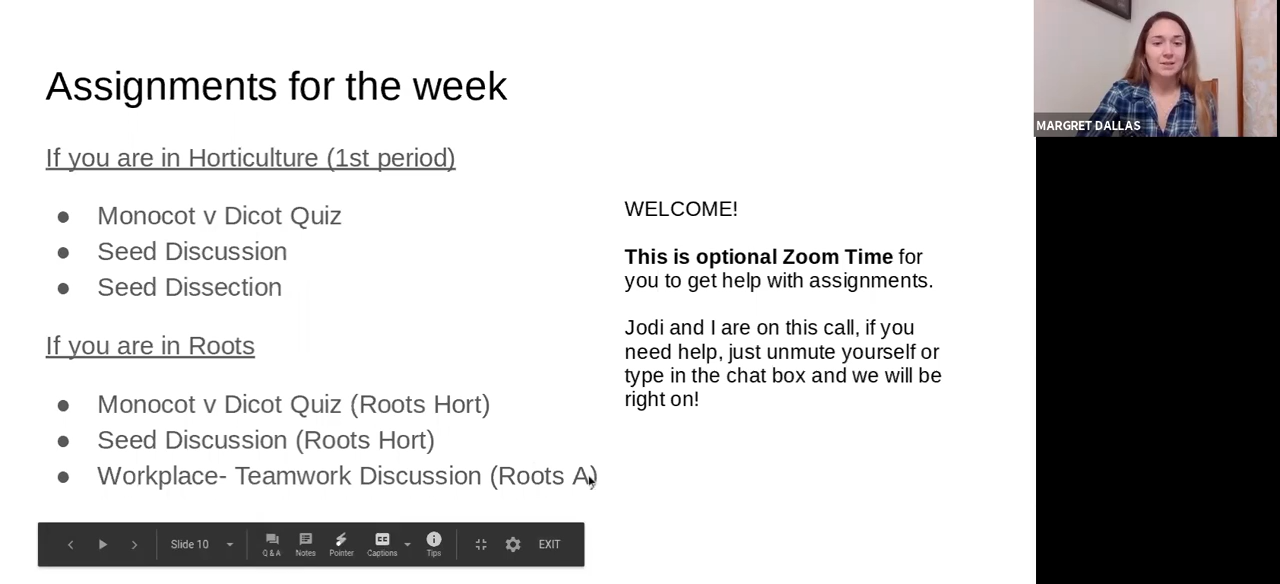 Assignments for the week
If you are in Horticulture (1st period)
● Monocot v Dicot Quiz
● Seed Discussion
● Seed Dissection
If you are in Roots
● Monocot v Dicot Quiz (Roots Hort)
● Seed Discussion (Roots Hort)
● Workplace- Teamwork Discussion (Roots A)
WELCOME!
This is optional Zoom Time for
you to get help with assignments.
Jodi and I are on this call, if you
need help, just unmute yourself or
type in the chat box and we will be
right on!
MARGRET DALLAS
Slide 10
Q & A
Notes
Pointer
Captions
Tips
EXIT